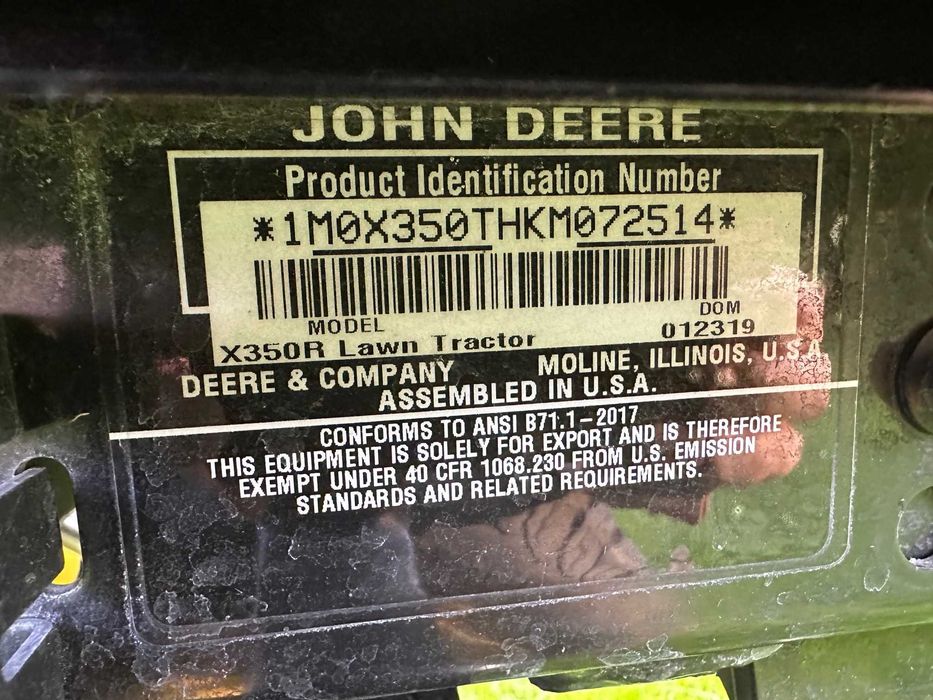 JOHN DEERE
Product Identification Number
*1M0X350THKM072514*
MODEL DOM
X350R Lawn Tractor 012319
DEERE & COMPANY MOLINE, ILLINOIS, U.S.A.
ASSEMBLED IN U.S.A.
CONFORMS TO ANSI B71.1-2017
THIS EQUIPMENT IS SOLELY FOR EXPORT AND IS THEREFORE
EXEMPT UNDER 40 CFR 1068.230 FROM U.S. EMISSION
STANDARDS AND RELATED REQUIREMENTS.